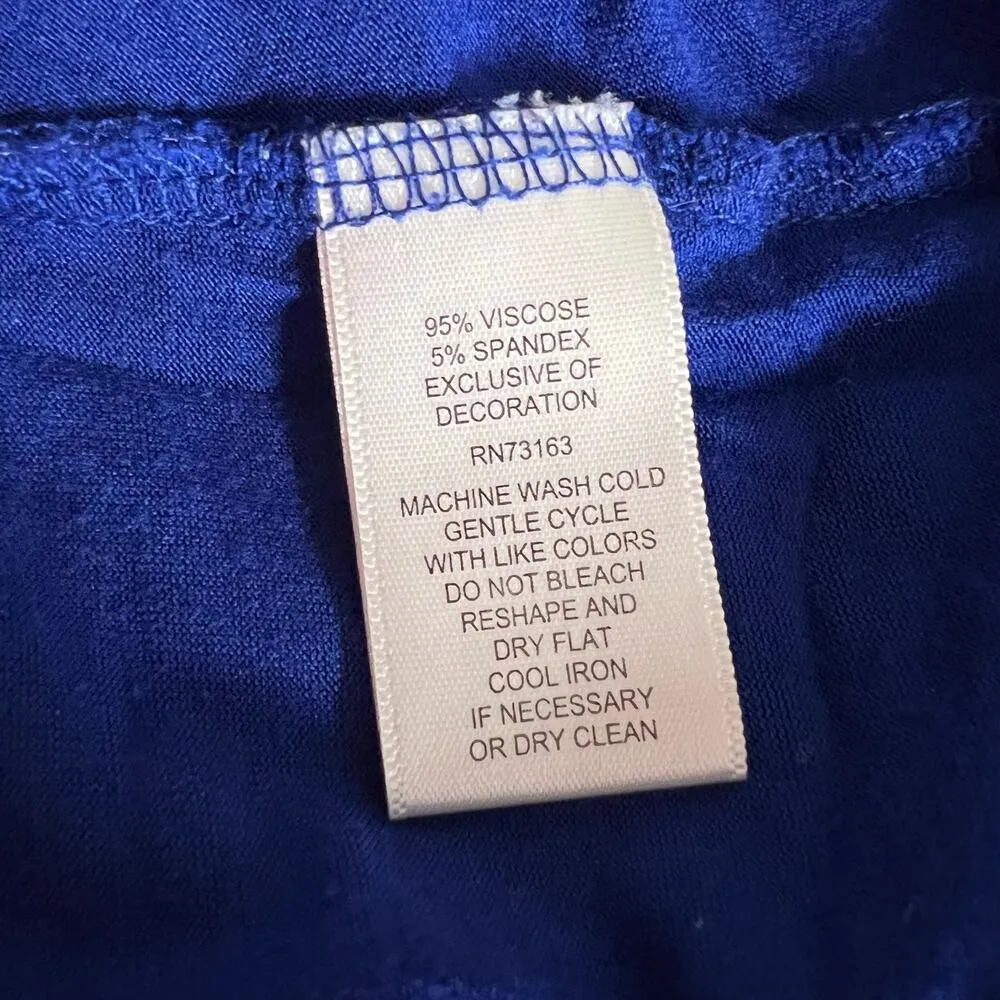 95% VISCOSE
5% SPANDEX
EXCLUSIVE OF
DECORATION
RN73163
MACHINE WASH COLD
GENTLE CYCLE
WITH LIKE COLORS
DO NOT BLEACH
RESHAPE AND
DRY FLAT
COOL IRON
IF NECESSARY
OR DRY CLEAN